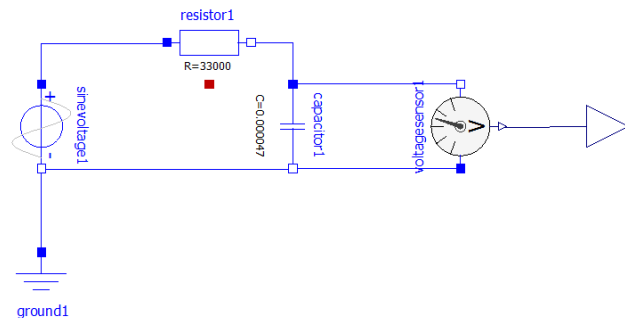 resistor1
R=33000
sinevoltage1
+
-
C=0.000047
capacitor1
voltagesensor1
V
ground1